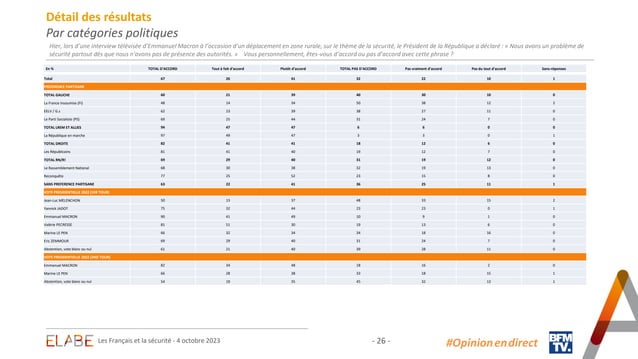 Détail des résultats
Par catégories politiques
Hier, lors d'une interview télévisée d'Emmanuel Macron à l'occasion d'un déplacement en zone rurale, sur le thème de la sécurité, le Président de la République a déclaré : « Nous avons un problème de
sécurité partout dès que nous n'avons pas de présence des autorités. » Vous personnellement, êtes-vous d'accord ou pas d'accord avec cette phrase ?
En % TOTAL D'ACCORD Tout à fait d'accord Plutôt d'accord TOTAL PAS D'ACCORD Pas vraiment d'accord Pas du tout d'accord Sans réponses
Total 67 26 41 32 22 10 1
PREFERENCE PARTISANE
TOTAL GAUCHE 60 21 39 40 30 10 0
La France Insoumise (FI) 48 14 34 50 38 12 2
EELV / G.s 62 23 39 38 27 11 0
Le Parti Socialiste (PS) 69 25 44 31 24 7 0
TOTAL LREM ET ALLIES 94 47 47 6 6 0 0
La République en marche 97 49 47 3 3 0 1
TOTAL DROITE 82 41 41 18 12 6 0
Les Républicains 81 41 40 19 12 7 0
TOTAL RN/R! 69 29 40 31 19 12 0
Le Rassemblement National 68 30 38 32 19 13 0
Reconquête 77 25 52 23 15 8 0
SANS PREFERENCE PARTISANE 63 22 41 36 25 11 1
VOTE PRÉSIDENTIELLE 2022 (1ER TOUR)
Jean-Luc MELENCHON 50 13 37 48 33 15 2
Yannick JADOT 75 32 44 23 23 0 1
Emmanuel MACRON 90 41 49 10 9 1 0
Valérie PECRESSE 81 51 30 19 13 6 0
Marine LE PEN 66 32 34 34 18 16 0
Eric ZEMMOUR 69 29 40 31 24 7 0
Abstention, vote blanc ou nul 61 21 40 39 28 11 0
VOTE PRÉSIDENTIELLE 2022 (2ND TOUR)
Emmanuel MACRON 82 34 48 18 16 2 0
Marine LE PEN 66 28 38 33 18 15 1
Abstention, vote blanc ou nul 54 19 35 45 32 13 1
ELABE Les Français et la sécurité - 4 octobre 2023 - 26 - #Opinion en direct BFM TV.